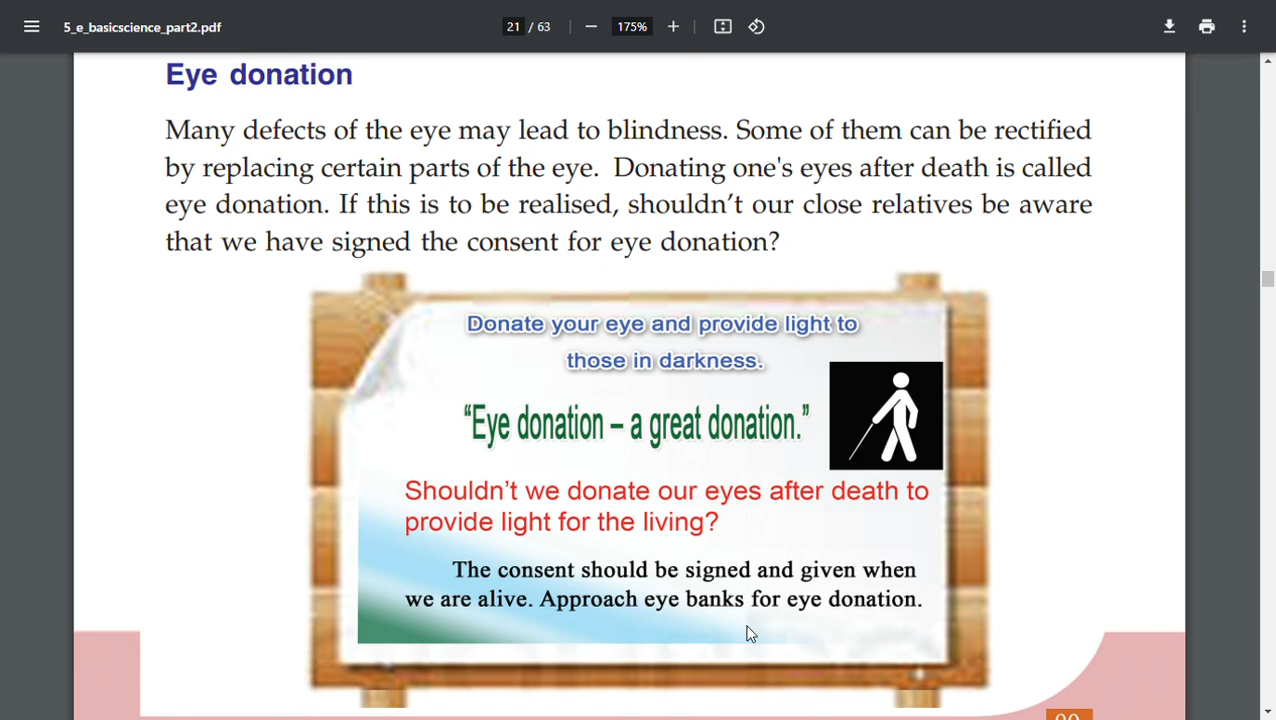 5_e_basicscience_part2.pdf
21 / 63
175%
Eye donation
Many defects of the eye may lead to blindness. Some of them can be rectified
by replacing certain parts of the eye. Donating one's eyes after death is called
eye donation. If this is to be realised, shouldn’t our close relatives be aware
that we have signed the consent for eye donation?
Donate your eye and provide light to
those in darkness.
“Eye donation – a great donation.”
Shouldn’t we donate our eyes after death to
provide light for the living?
The consent should be signed and given when
we are alive. Approach eye banks for eye donation.